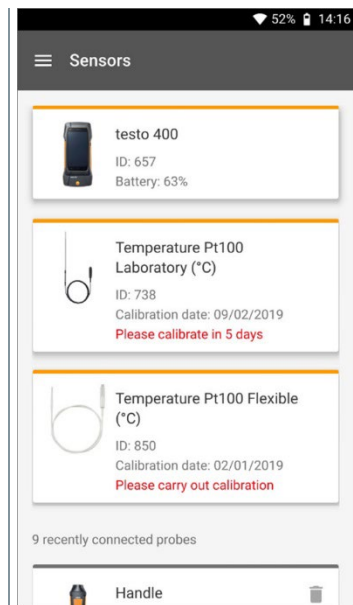 52% 14:16
Sensors
testo 400
ID: 657
Battery: 63%
Temperature Pt100
Laboratory (°C)
ID: 738
Calibration date: 09/02/2019
Please calibrate in 5 days
Temperature Pt100 Flexible
(°C)
ID: 850
Calibration date: 02/01/2019
Please carry out calibration
9 recently connected probes
Handle